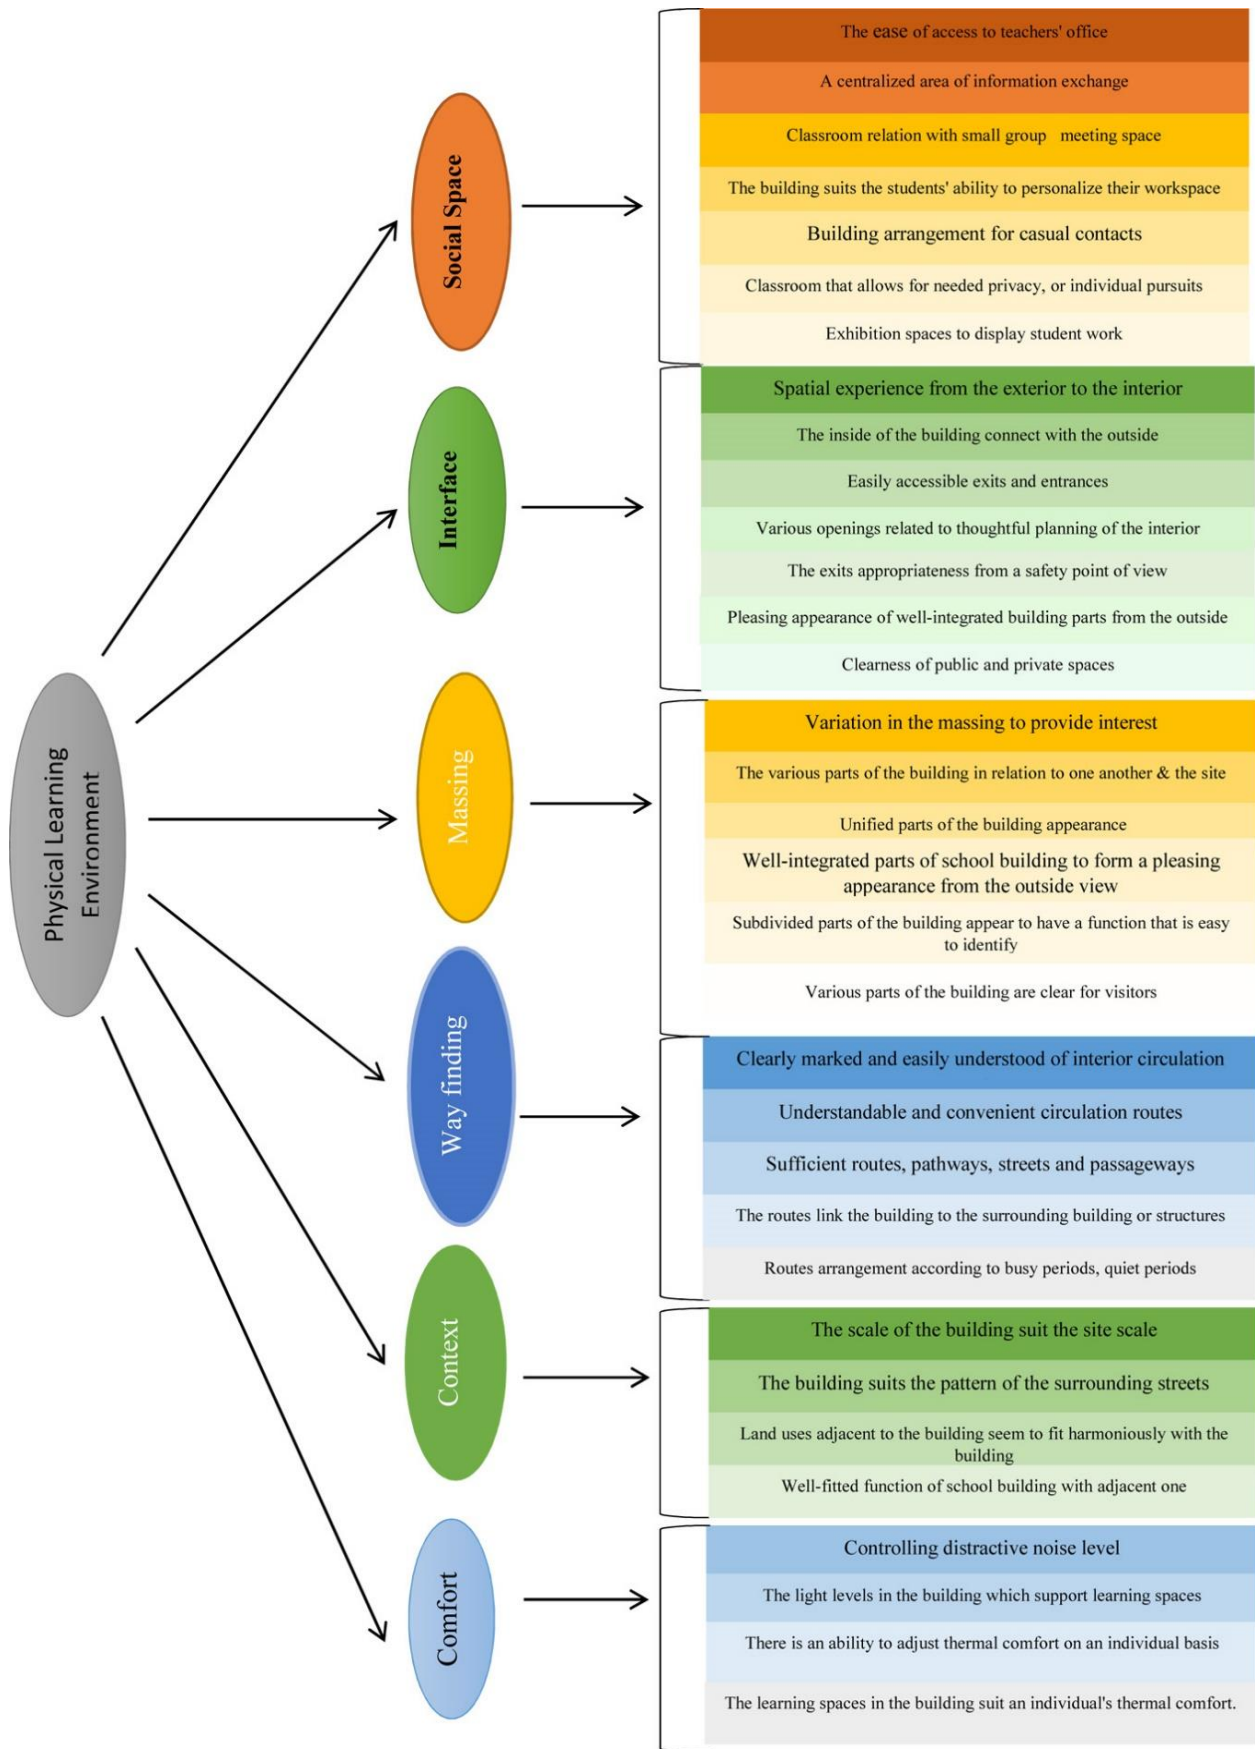 Physical Learning
Environment
Social Space
The ease of access to teachers' office
A centralized area of information exchange
Classroom relation with small group meeting space
The building suits the students' ability to personalize their workspace
Building arrangement for casual contacts
Classroom that allows for needed privacy, or individual pursuits
Exhibition spaces to display student work
Interface
Spatial experience from the exterior to the interior
The inside of the building connect with the outside
Easily accessible exits and entrances
Various openings related to thoughtful planning of the interior
The exits appropriateness from a safety point of view
Pleasing appearance of well-integrated building parts from the outside
Clearness of public and private spaces
Massing
Variation in the massing to provide interest
The various parts of the building in relation to one another & the site
Unified parts of the building appearance
Well-integrated parts of school building to form a pleasing
appearance from the outside view
Subdivided parts of the building appear to have a function that is easy
to identify
Various parts of the building are clear for visitors
Way finding
Clearly marked and easily understood of interior circulation
Understandable and convenient circulation routes
Sufficient routes, pathways, streets and passageways
The routes link the building to the surrounding building or structures
Routes arrangement according to busy periods, quiet periods
Context
The scale of the building suit the site scale
The building suits the pattern of the surrounding streets
Land uses adjacent to the building seem to fit harmoniously with the
building
Well-fitted function of school building with adjacent one
Comfort
Controlling distractive noise level
The light levels in the building which support learning spaces
There is an ability to adjust thermal comfort on an individual basis
The learning spaces in the building suit an individual's thermal comfort.